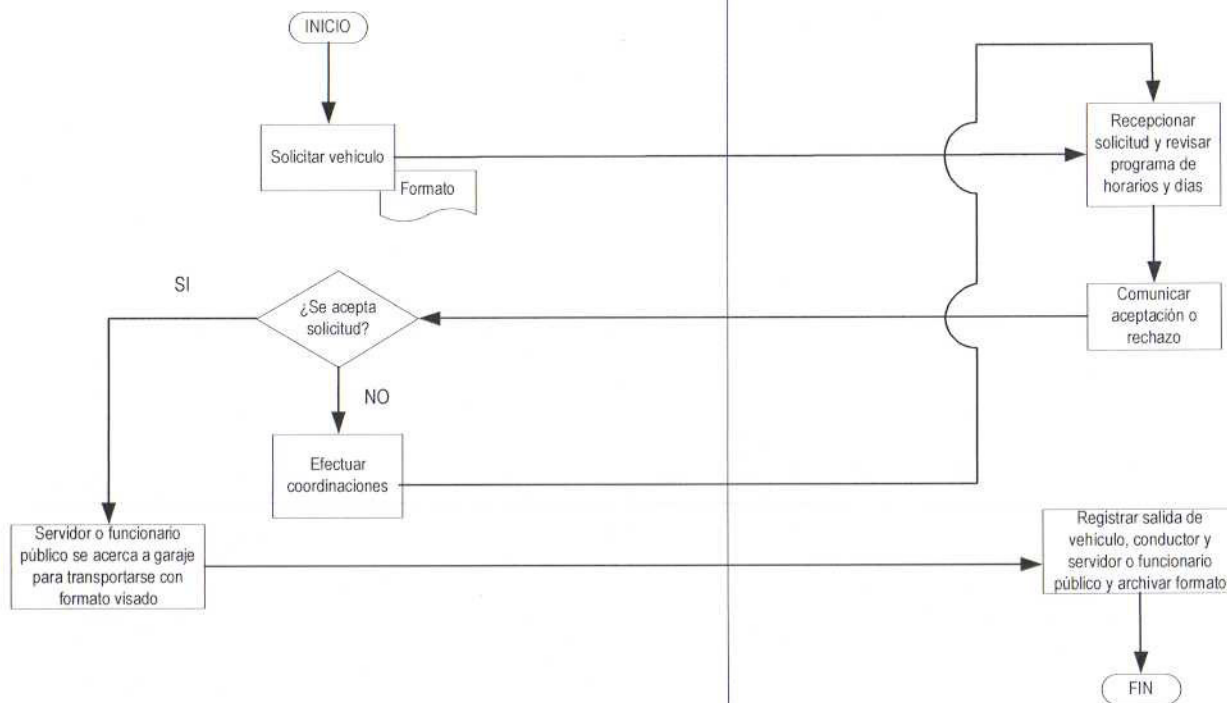 INICIO
Solicitar vehículo
Formato
Recepcionar
solicitud y revisar
programa de
horarios y días
Comunicar
aceptación o
rechazo
SI
¿Se acepta
solicitud?
NO
Efectuar
coordinaciones
Servidor o funcionario
público se acerca a garaje
para transportarse con
formato visado
Registrar salida de
vehículo, conductor y
servidor o funcionario
público y archivar formato
FIN